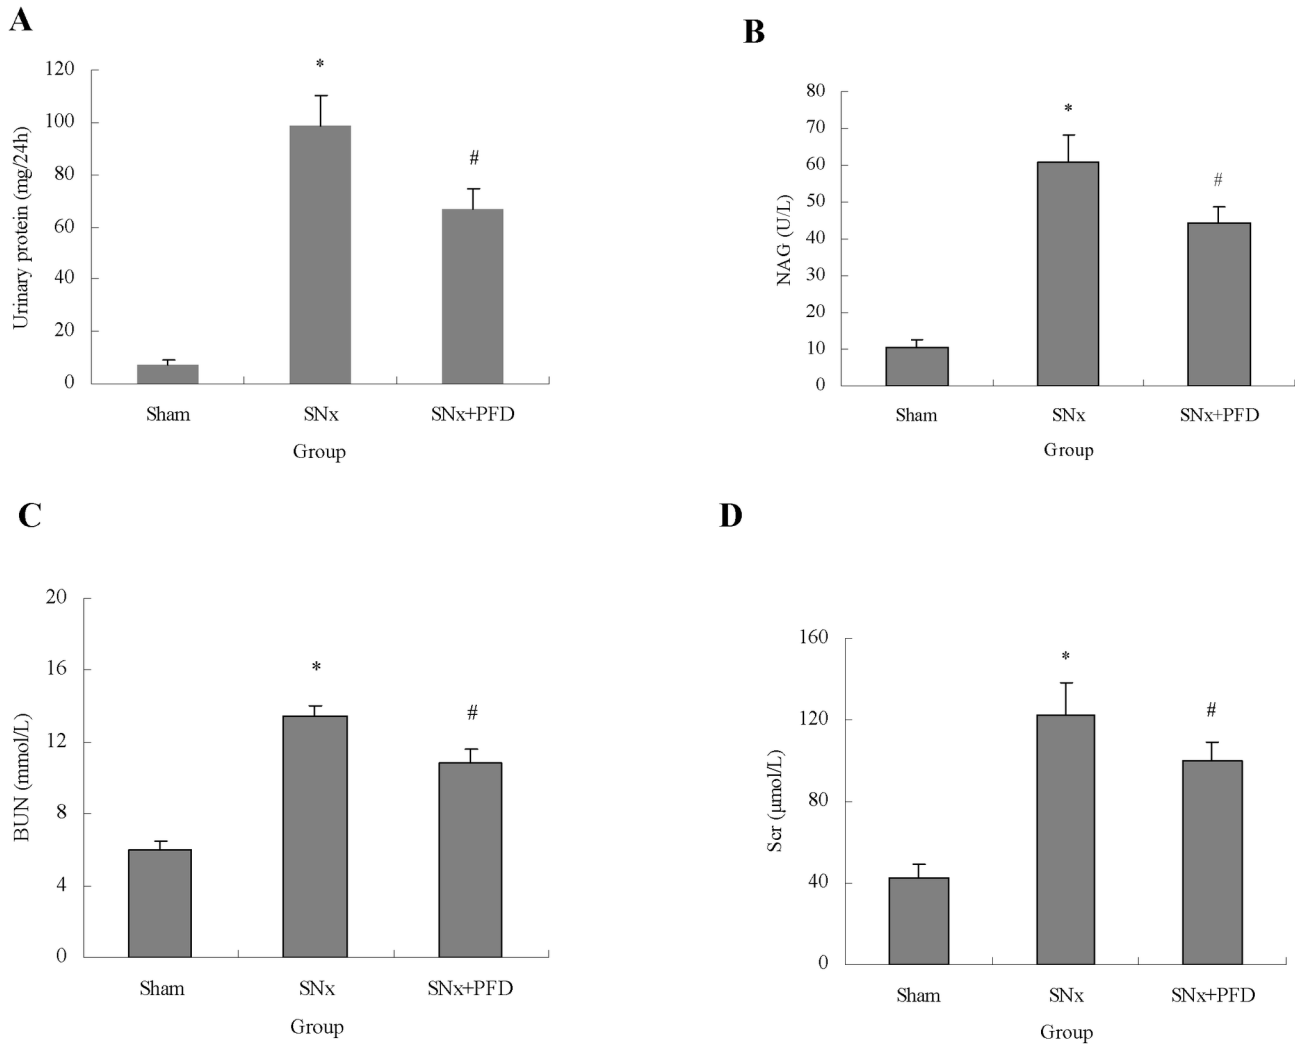 A
Urinary protein (mg/24h)
120
100
80
60
40
20
0
*
#
Sham SNx SNx+PFD
Group
B
NAG (U/L)
80
70
60
50
40
30
20
10
0
*
#
Sham SNx SNx+PFD
Group
C
BUN (mmol/L)
20
16
12
8
4
0
*
#
Sham SNx SNx+PFD
Group
D
Scr (μmol/L)
160
120
80
40
0
*
#
Sham SNx SNx+PFD
Group